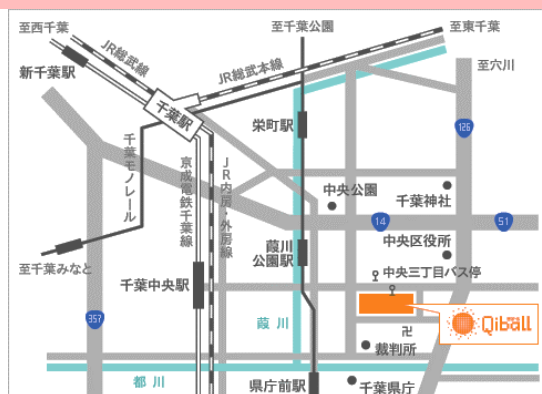 至西千葉
至千葉公園
至東千葉
JR総武線
JR総武本線
新千葉駅
至穴川
千葉駅
栄町駅
126
千葉モノレール
京成電鉄千葉線
JR内房・外房線
中央公園
千葉神社
14
51
中央区役所
葭川
公園駅
至千葉みなと
千葉中央駅
中央三丁目バス停
357
葭川
卍
Qiball
裁判所
都川
県庁前駅
千葉県庁